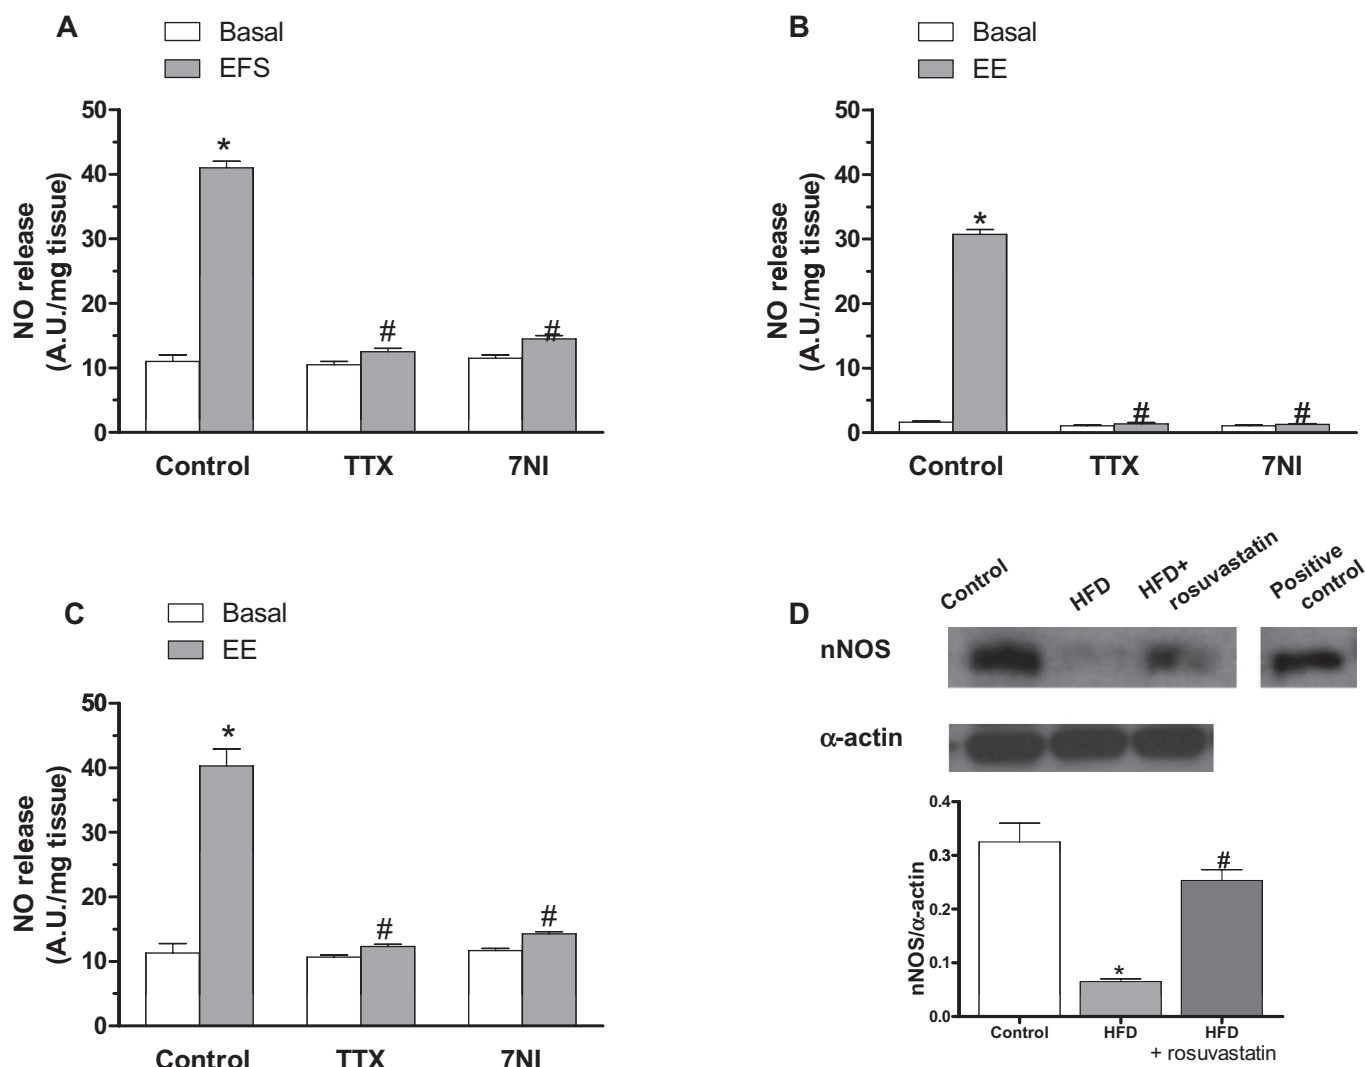 A
Basal
EFS
NO release
(A.U./mg tissue)
50
40
30
20
10
0
*
#
#
Control TTX 7NI
B
Basal
EE
NO release
(A.U./mg tissue)
50
40
30
20
10
0
*
#
#
Control TTX 7NI
C
Basal
EE
NO release
(A.U./mg tissue)
50
40
30
20
10
0
*
#
#
Control TTX 7NI
D
Control
HFD
HFD+
rosuvastatin
Positive
control
nNOS
α-actin
nNOS/α-actin
0.4
0.3
0.2
0.1
0.0
*
#
Control HFD HFD
+ rosuvastatin